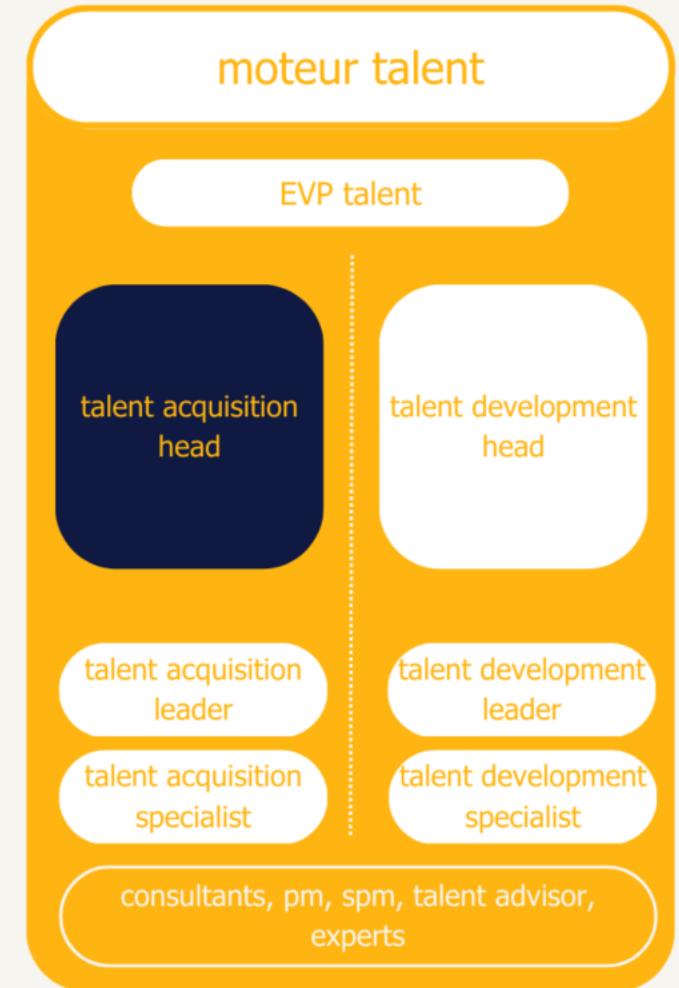 moteur talent
EVP talent
talent acquisition
head
talent development
head
talent acquisition
leader
talent development
leader
talent acquisition
specialist
talent development
specialist
consultants, pm, spm, talent advisor,
experts